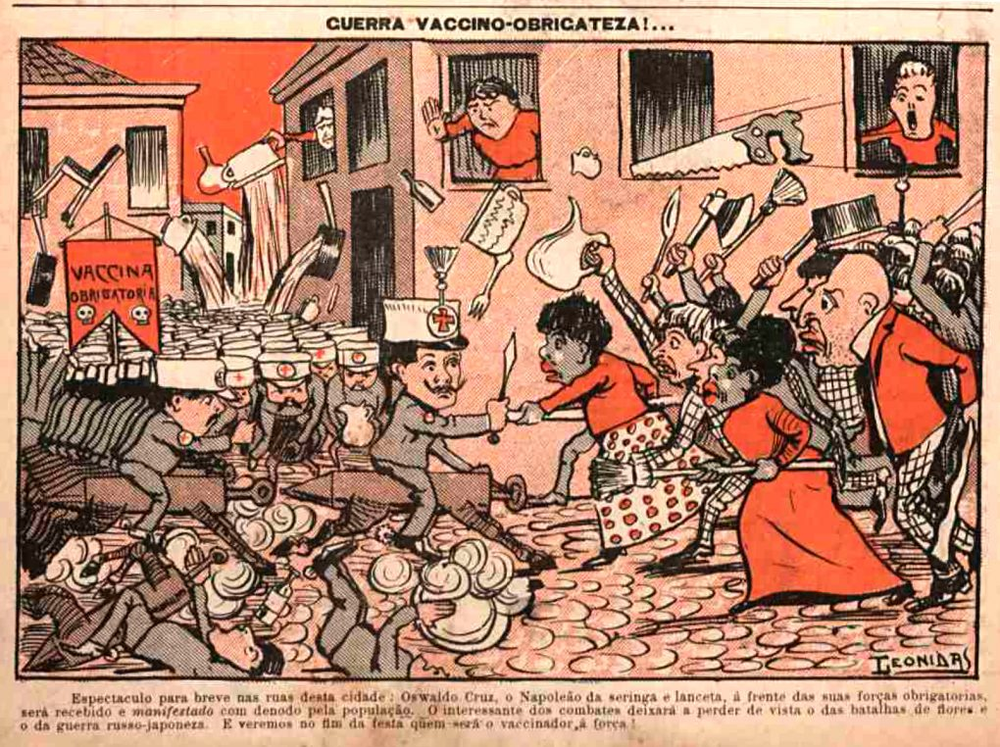 GUERRA VACCINO-OBRIGATEZA!...
VACCINA
OBRIGATORIA
LEONIDAS
Espectaculo para breve nas ruas desta cidade : Oswaldo Cruz, o Napoleão da seringa e lanceta, á frente das suas forças obrigatorias,
será recebido e manifestado com denodo pela população. O interessante dos combates deixará a perder de vista o das batalhas de flores e
o da guerra russo-japoneza. E veremos no fim da festa quem será o vaccinador á força !